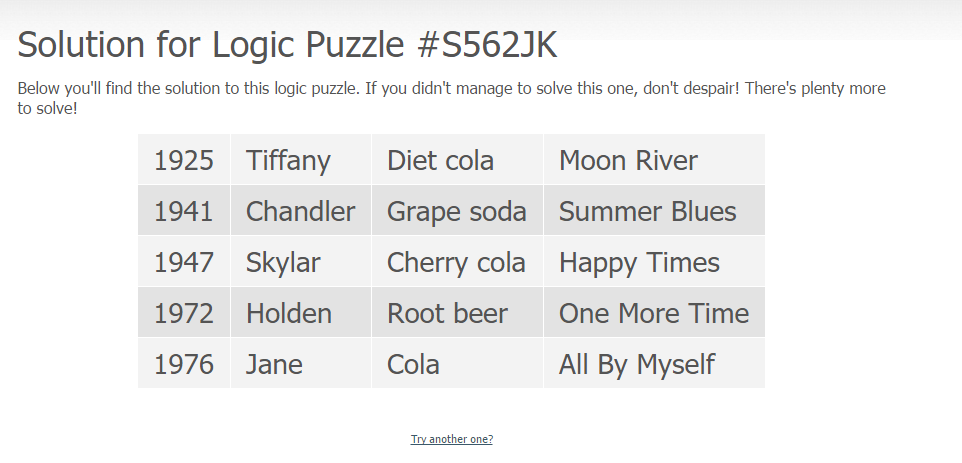 Solution for Logic Puzzle #S562JK
Below you'll find the solution to this logic puzzle. If you didn't manage to solve this one, don't despair! There's plenty more
to solve!
1925 Tiffany Diet cola Moon River
1941 Chandler Grape soda Summer Blues
1947 Skylar Cherry cola Happy Times
1972 Holden Root beer One More Time
1976 Jane Cola All By Myself
Try another one?